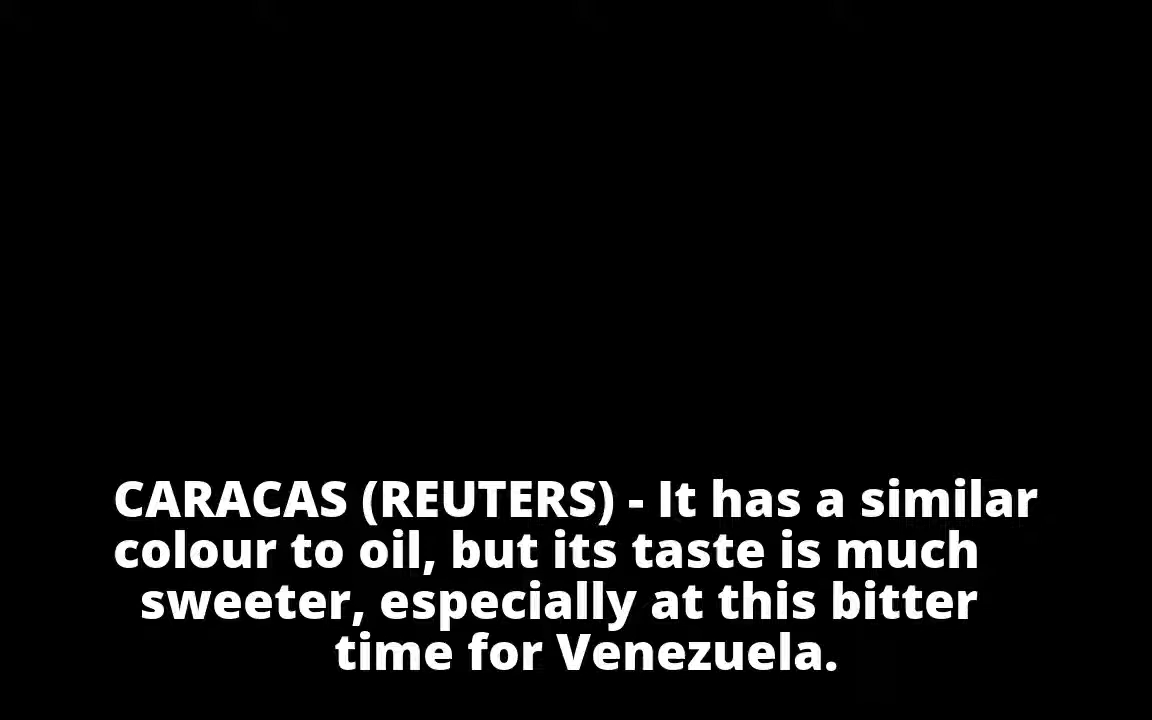 CARACAS (REUTERS) - It has a similar
colour to oil, but its taste is much
sweeter, especially at this bitter
time for Venezuela.